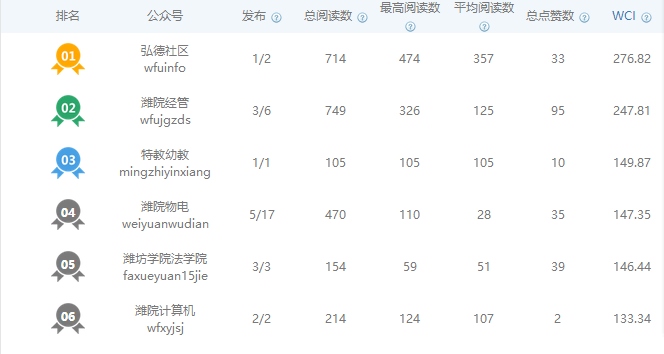 排名 公众号 发布 总阅读数 最高阅读数 平均阅读数 总点赞数 WCI
01 弘德社区 wfuinfo 1/2 714 474 357 33 276.82
02 潍院经管 wfujgzds 3/6 749 326 125 95 247.81
03 特教幼教 mingzhiyinxiang 1/1 105 105 105 10 149.87
04 潍院物电 weiyuanwudian 5/17 470 110 28 35 147.35
05 潍坊学院法学院 faxueyuan15jie 3/3 154 59 51 39 146.44
06 潍院计算机 wfxyjsj 2/2 214 124 107 2 133.34